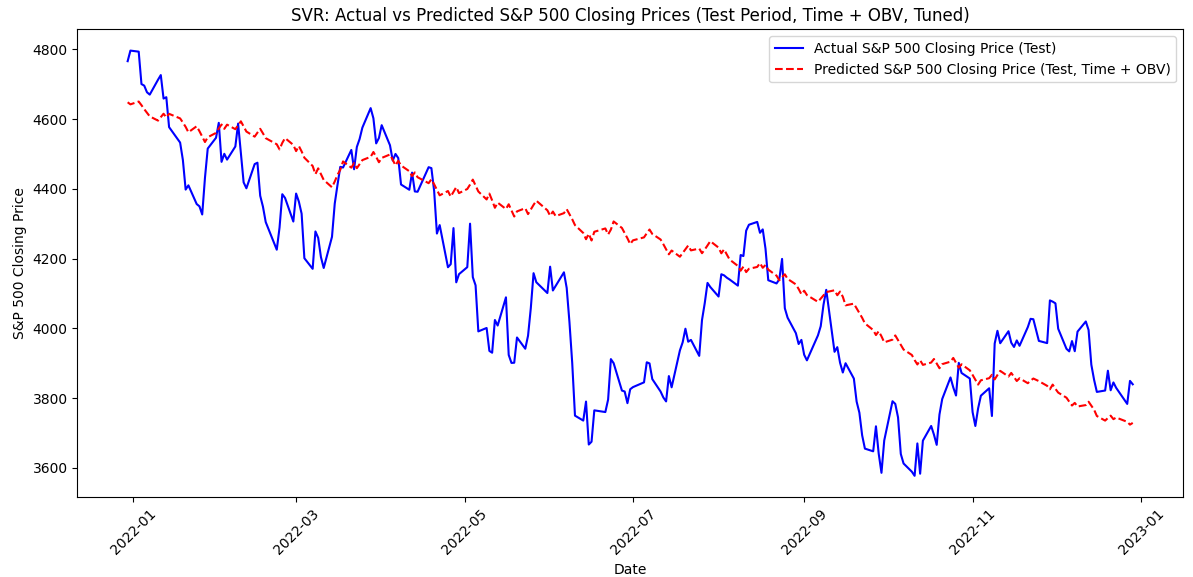 SVR: Actual vs Predicted S&P 500 Closing Prices (Test Period, Time + OBV, Tuned)
Actual S&P 500 Closing Price (Test)
Predicted S&P 500 Closing Price (Test, Time + OBV)
S&P 500 Closing Price
4800
4600
4400
4200
4000
3800
3600
2022-01
2022-03
2022-05
2022-07
2022-09
2022-11
2023-01
Date